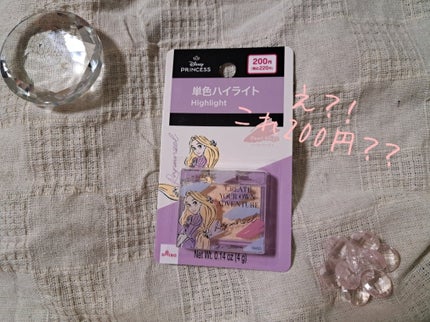 Disney
PRINCESS
200円
税込220円
単色ハイライト
Highlight
え?!
これ200円??
Rapunzel
CREATE
YOUR OWN
ADVENTURE
Rapunzel
DAISO
Net Wt. 0.14 oz (4 g)